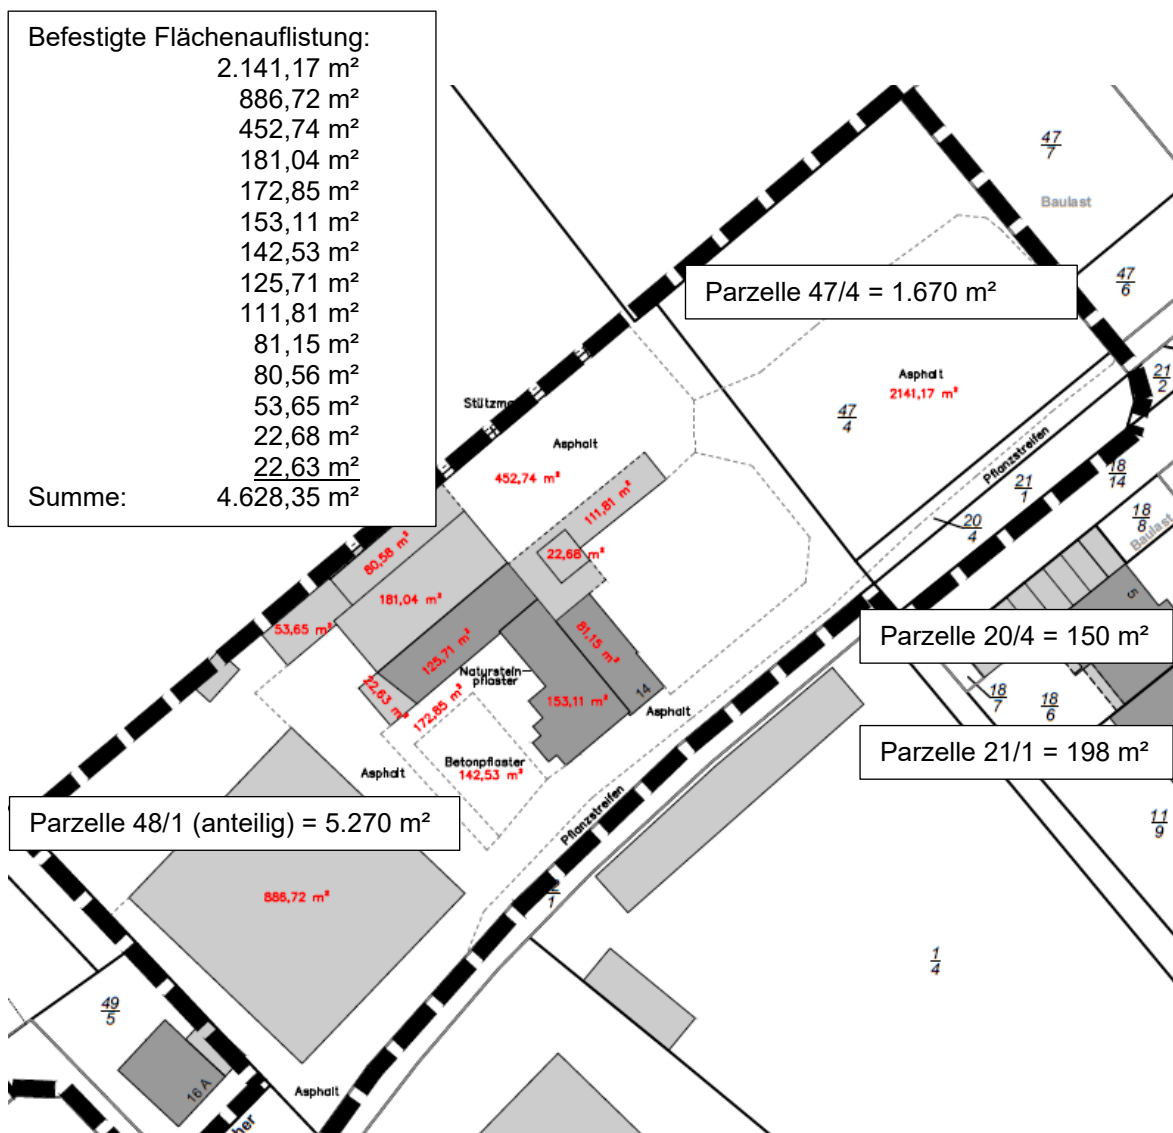 Befestigte Flächenauflistung:
2.141,17 m²
886,72 m²
452,74 m²
181,04 m²
172,85 m²
153,11 m²
142,53 m²
125,71 m²
111,81 m²
81,15 m²
80,56 m²
53,65 m²
22,68 m²
22,63 m²
Summe: 4.628,35 m²
47
7
Baulast
47
6
Parzelle 47/4 = 1.670 m²
21
2
Asphalt
2141,17 m²
47
4
Stützm
Asphalt
452,74 m²
Pflanzstreifen
18
14
21
1
20
4
18
8
Baulast
111,81 m²
22,68 m²
80,58 m²
181,04 m²
53,65 m²
125,71 m²
81,15 m²
5
Parzelle 20/4 = 150 m²
Naturstein-
pflaster
22,63 m²
172,85 m²
153,11 m²
14
Asphalt
18
7
18
6
Parzelle 21/1 = 198 m²
Betonpflaster
142,53 m²
Asphalt
Pflanzstreifen
Parzelle 48/1 (anteilig) = 5.270 m²
11
9
886,72 m²
1
1
4
49
5
16 A
Asphalt
her